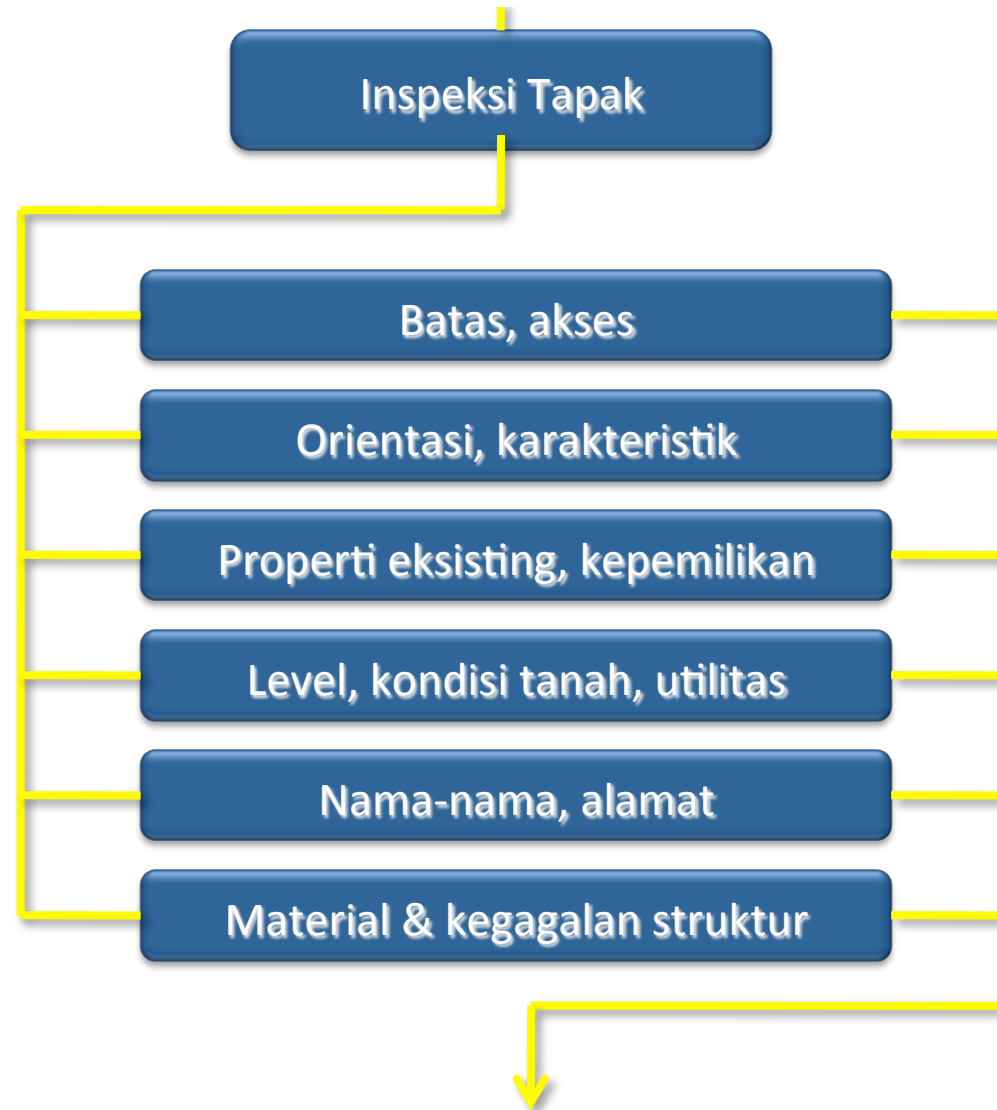 Inspeksi Tapak
Batas, akses
Orientasi, karakteristik
Properti eksisting, kepemilikan
Level, kondisi tanah, utilitas
Nama-nama, alamat
Material & kegagalan struktur